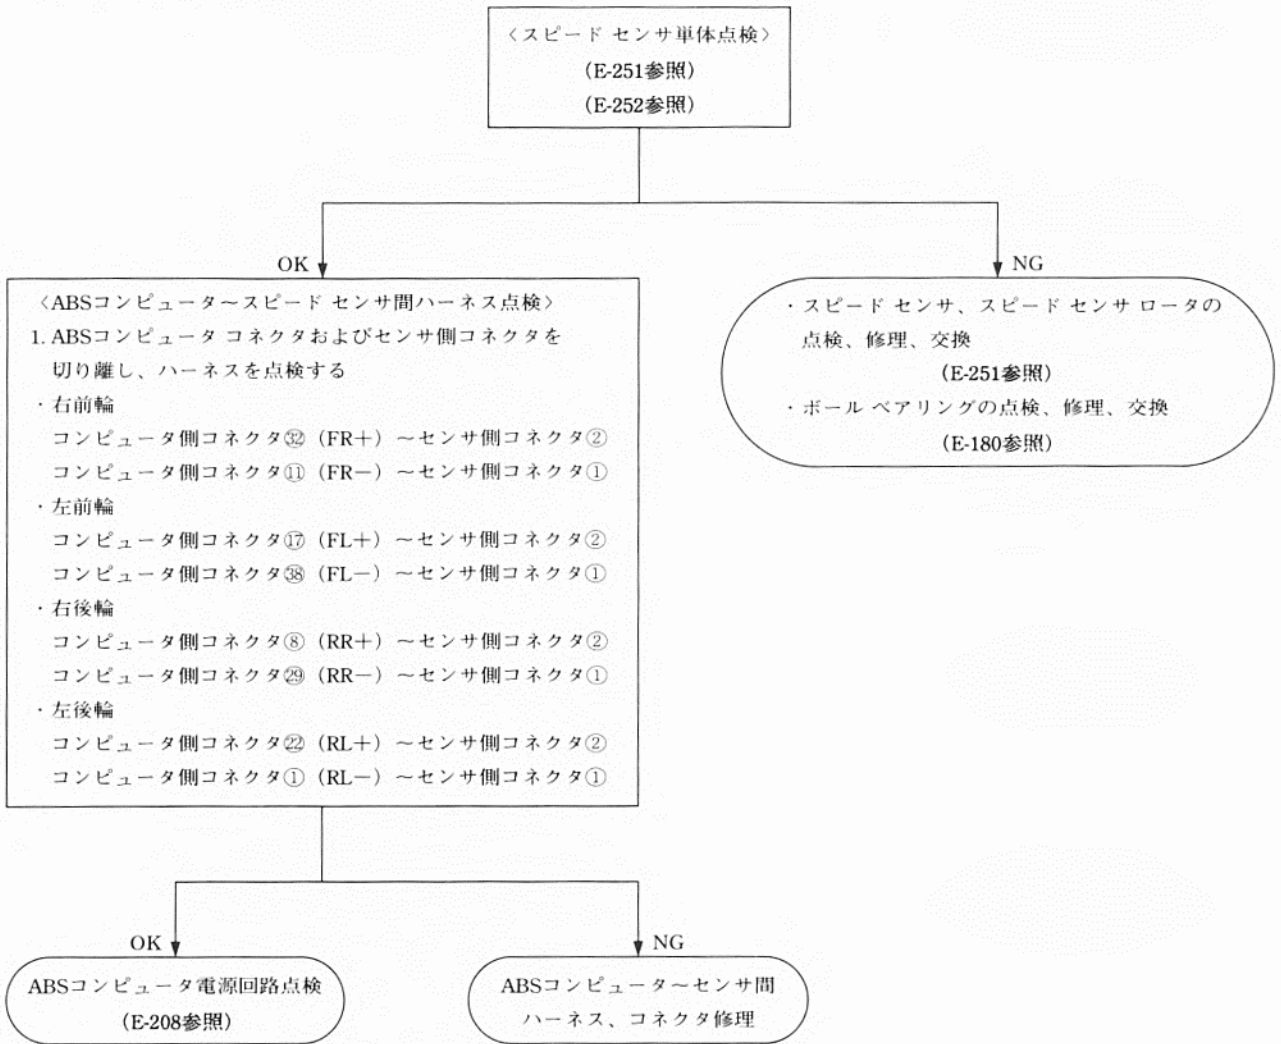 〈スピード センサ単体点検〉
(E-251参照)
(E-252参照)
OK
NG
〈ABSコンピュータ～スピード センサ間ハーネス点検〉
1. ABSコンピュータ コネクタおよびセンサ側コネクタを
切り離し、ハーネスを点検する
・右前輪
コンピュータ側コネクタ㉜（FR＋）～センサ側コネクタ②
コンピュータ側コネクタ⑪（FR－）～センサ側コネクタ①
・左前輪
コンピュータ側コネクタ⑰（FL＋）～センサ側コネクタ②
コンピュータ側コネクタ㊳（FL－）～センサ側コネクタ①
・右後輪
コンピュータ側コネクタ⑧（RR＋）～センサ側コネクタ②
コンピュータ側コネクタ㉙（RR－）～センサ側コネクタ①
・左後輪
コンピュータ側コネクタ㉒（RL＋）～センサ側コネクタ②
コンピュータ側コネクタ①（RL－）～センサ側コネクタ①
・スピード センサ、スピード センサ ロータの
点検、修理、交換
(E-251参照)
・ボール ベアリングの点検、修理、交換
(E-180参照)
OK
NG
ABSコンピュータ電源回路点検
(E-208参照)
ABSコンピュータ～センサ間
ハーネス、コネクタ修理